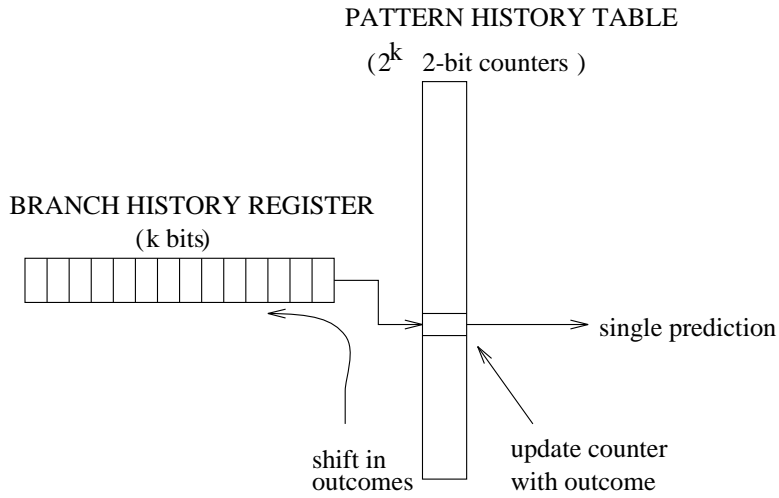 PATTERN HISTORY TABLE
(2^k 2-bit counters )
BRANCH HISTORY REGISTER
(k bits)
single prediction
shift in
outcomes
update counter
with outcome